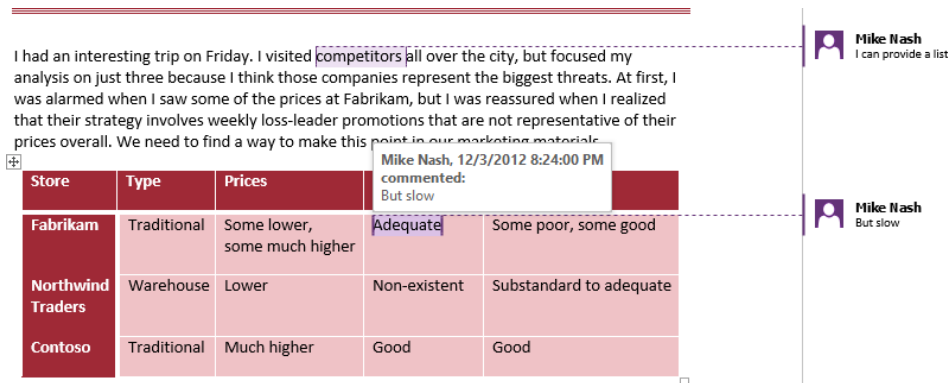 I had an interesting trip on Friday. I visited competitors all over the city, but focused my
analysis on just three because I think those companies represent the biggest threats. At first, I
was alarmed when I saw some of the prices at Fabrikam, but I was reassured when I realized
that their strategy involves weekly loss-leader promotions that are not representative of their
prices overall. We need to find a way to make this point in our marketing materials
Mike Nash
I can provide a list
Mike Nash, 12/3/2012 8:24:00 PM
commented:
But slow
Store Type Prices
Fabrikam Traditional Some lower, Adequate Some poor, some good
some much higher
Mike Nash
But slow
Northwind Warehouse Lower Non-existent Substandard to adequate
Traders
Contoso Traditional Much higher Good Good